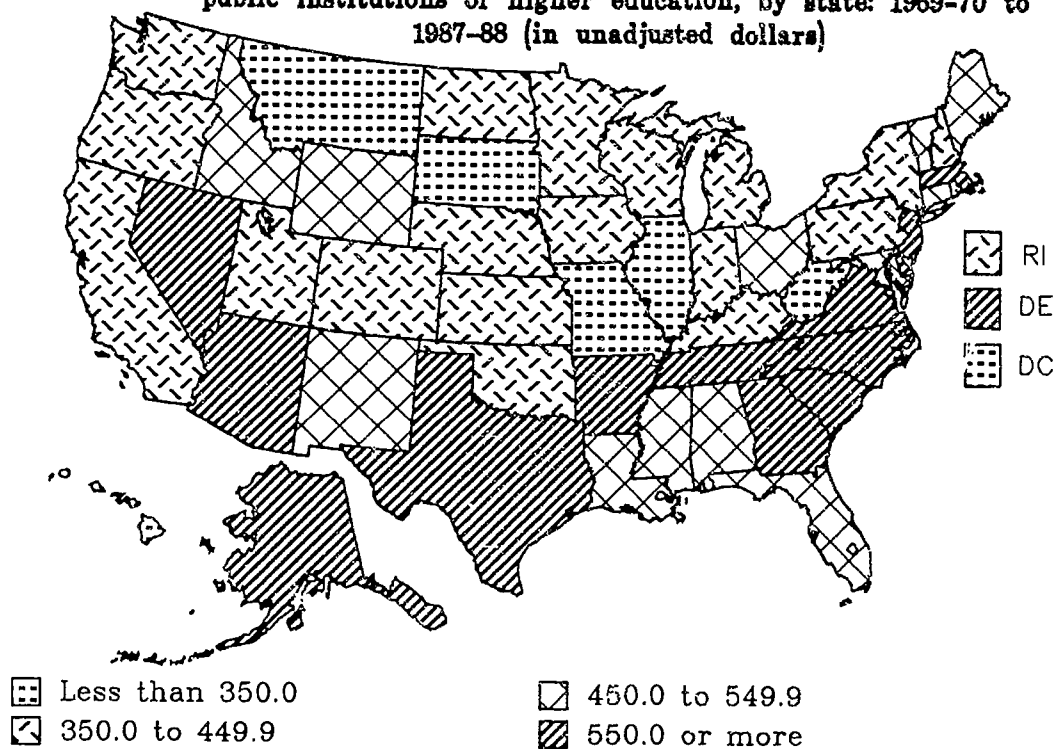 public institutions of higher education, by state: 1969-70 to
1987-88 (in unadjusted dollars)
RI
DE
DC
Less than 350.0
350.0 to 449.9
450.0 to 549.9
550.0 or more